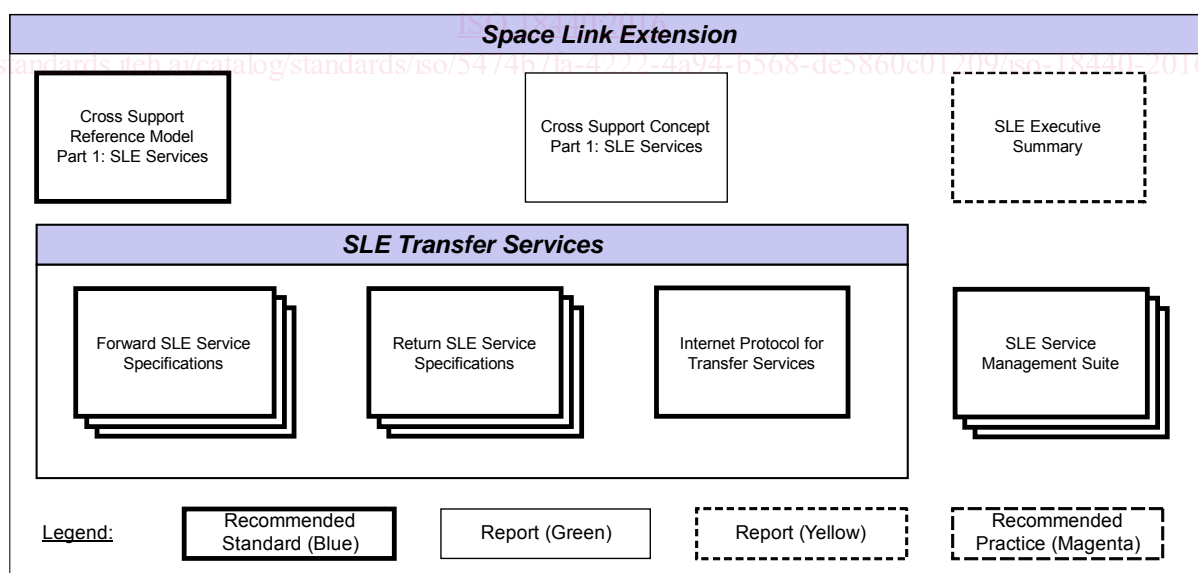 ISO 18440:2016
Space Link Extension
standards.iteh.ai/catalog/standards/iso/5474b7fa-4222-4a94-b568-de5860c01209/iso-18440-2016
Cross Support
Reference Model
Part 1: SLE Services
Cross Support Concept
Part 1: SLE Services
SLE Executive
Summary
SLE Transfer Services
Forward SLE Service
Specifications
Return SLE Service
Specifications
Internet Protocol for
Transfer Services
SLE Service
Management Suite
Legend:
Recommended
Standard (Blue)
Report (Green)
Report (Yellow)
Recommended
Practice (Magenta)